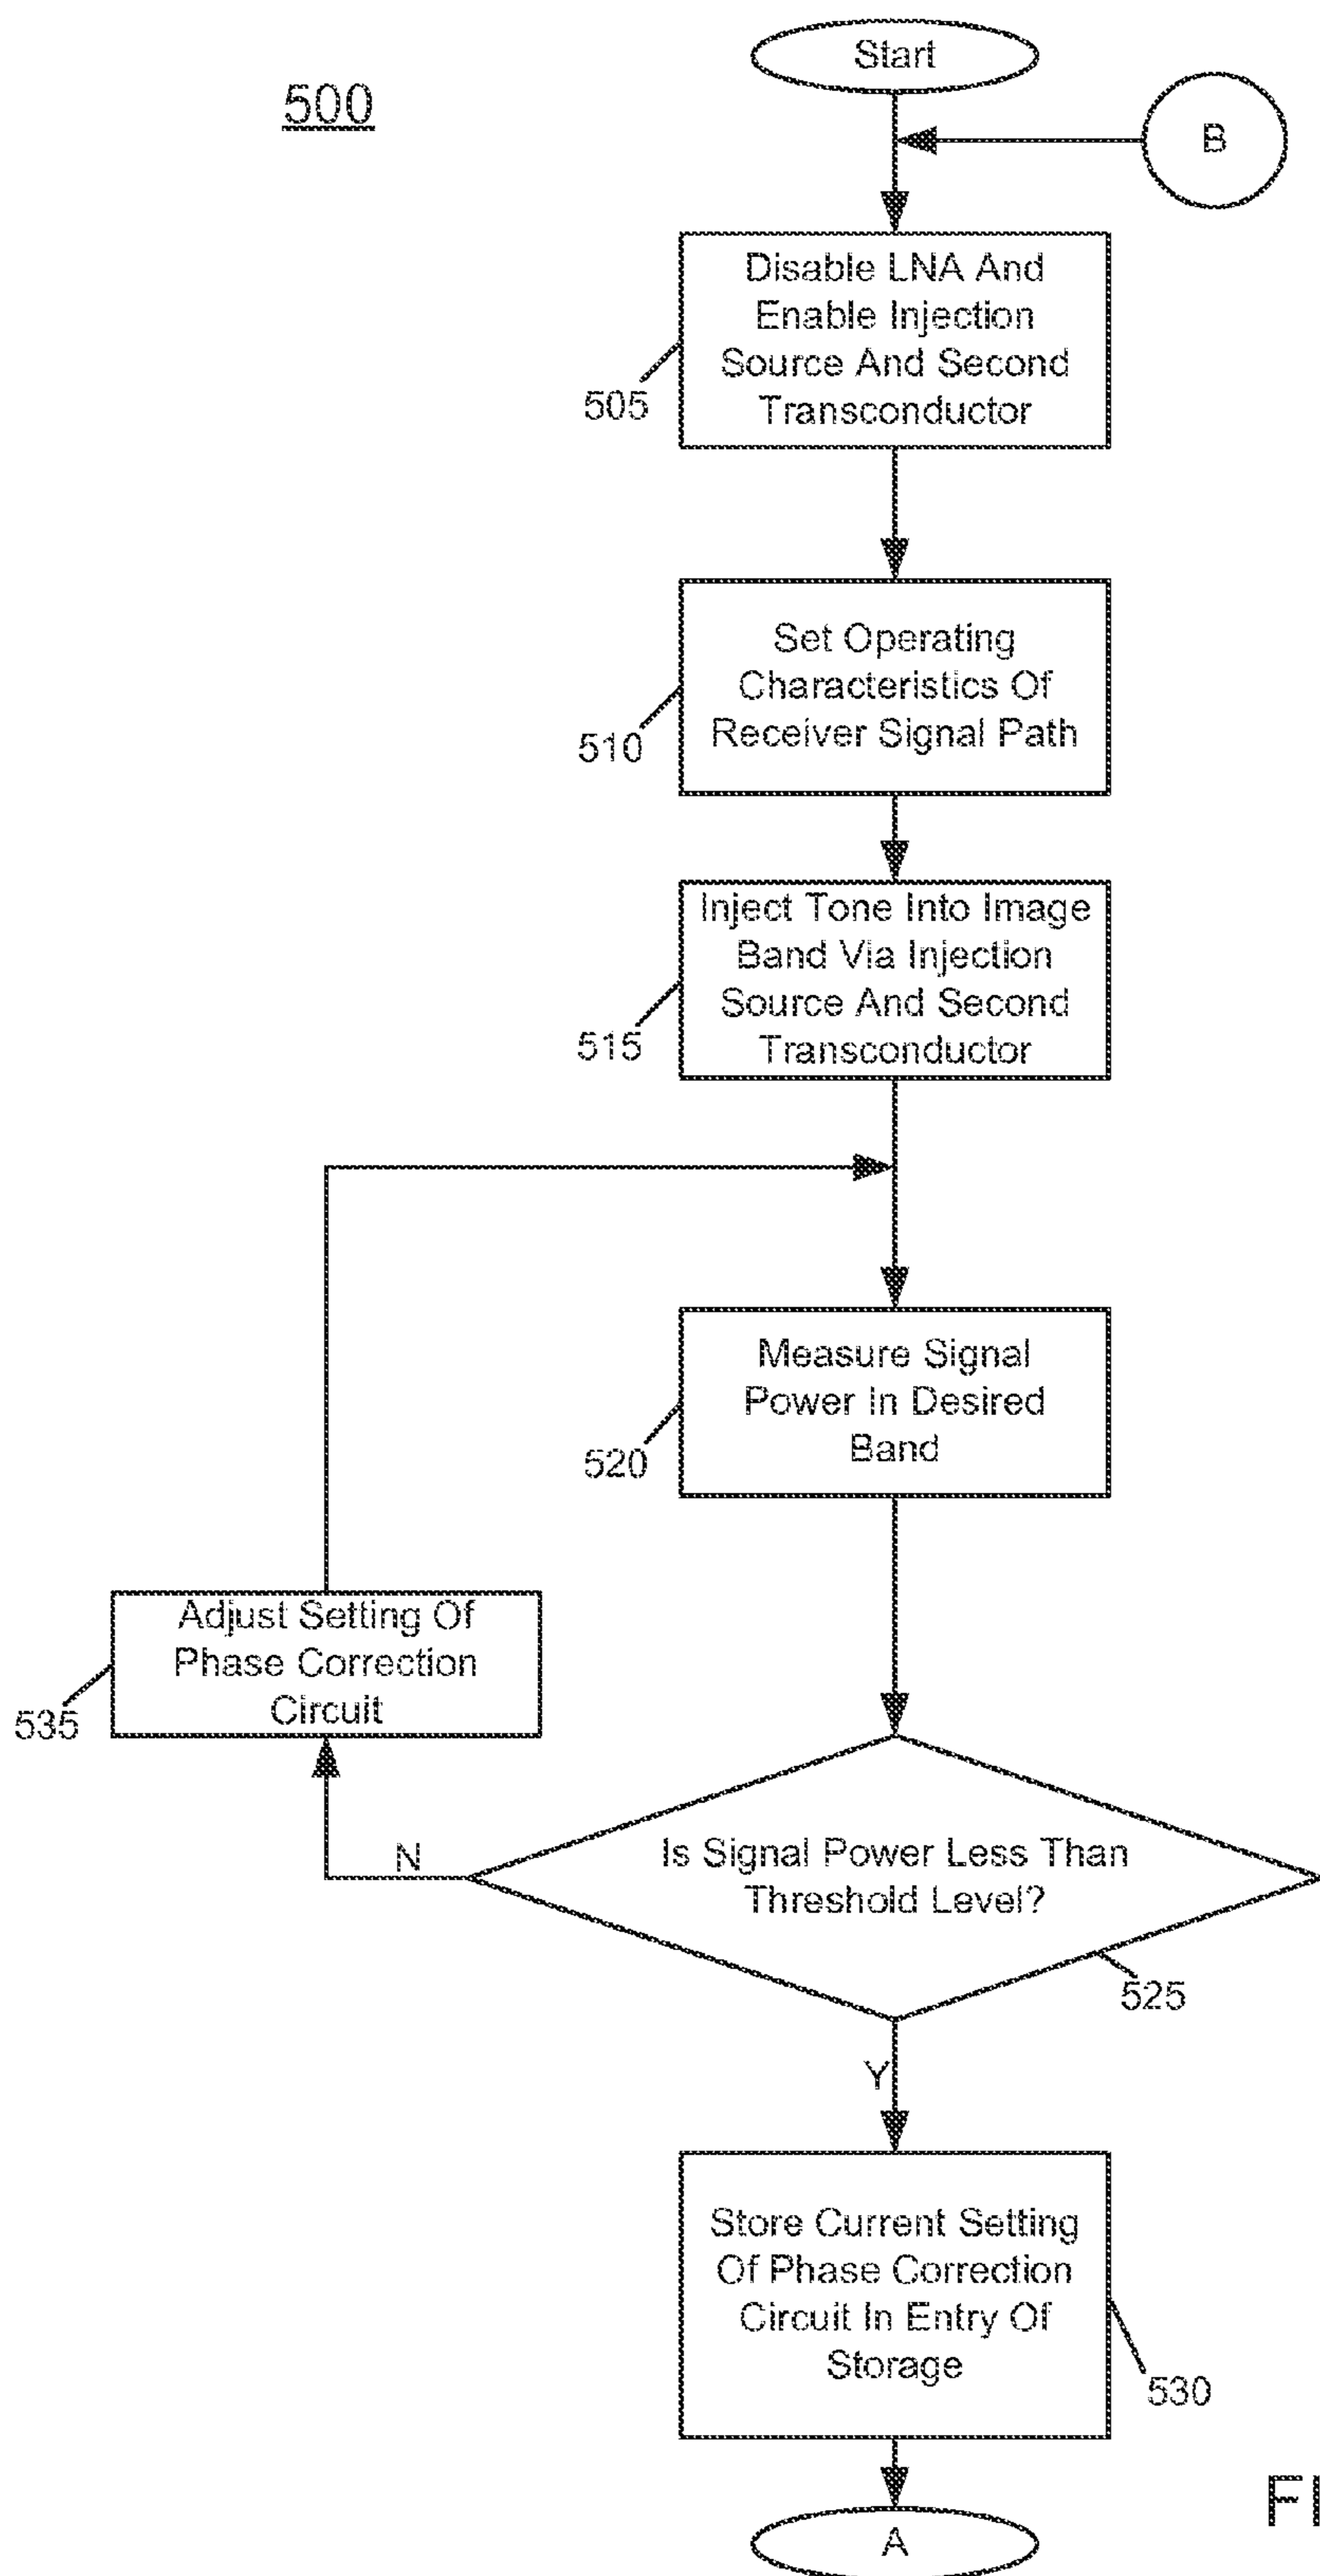 Start
500
B
Disable LNA And
Enable Injection
Source And Second
Transconductor
505
Set Operating
Characteristics Of
Receiver Signal Path
510
Inject Tone Into Image
Band Via Injection
Source And Second
Transconductor
515
Measure Signal
Power In Desired
Band
520
Adjust Setting Of
Phase Correction
Circuit
535
N
Is Signal Power Less Than
Threshold Level?
525
Y
Store Current Setting
Of Phase Correction
Circuit In Entry Of
Storage
530
FI
A